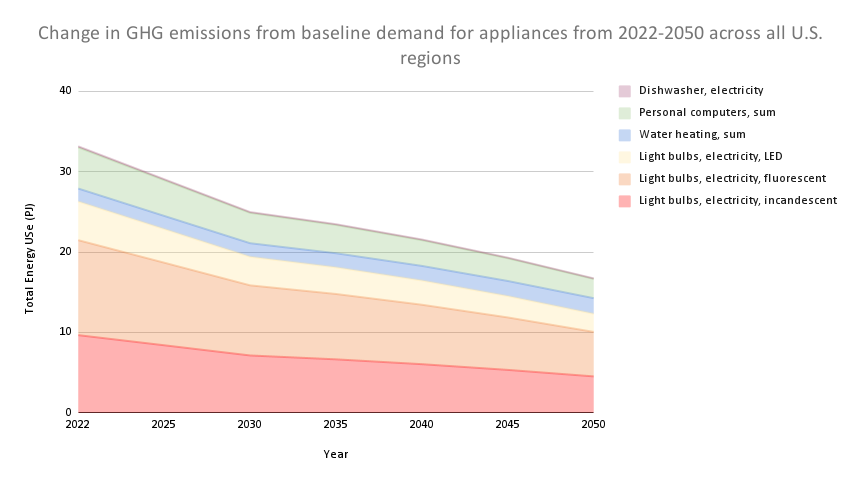 Change in GHG emissions from baseline demand for appliances from 2022-2050 across all U.S.
regions
40
30
20
10
0
Total Energy USe (PJ)
2022 2025 2030 2035 2040 2045 2050
Year
Dishwasher, electricity
Personal computers, sum
Water heating, sum
Light bulbs, electricity, LED
Light bulbs, electricity, fluorescent
Light bulbs, electricity, incandescent